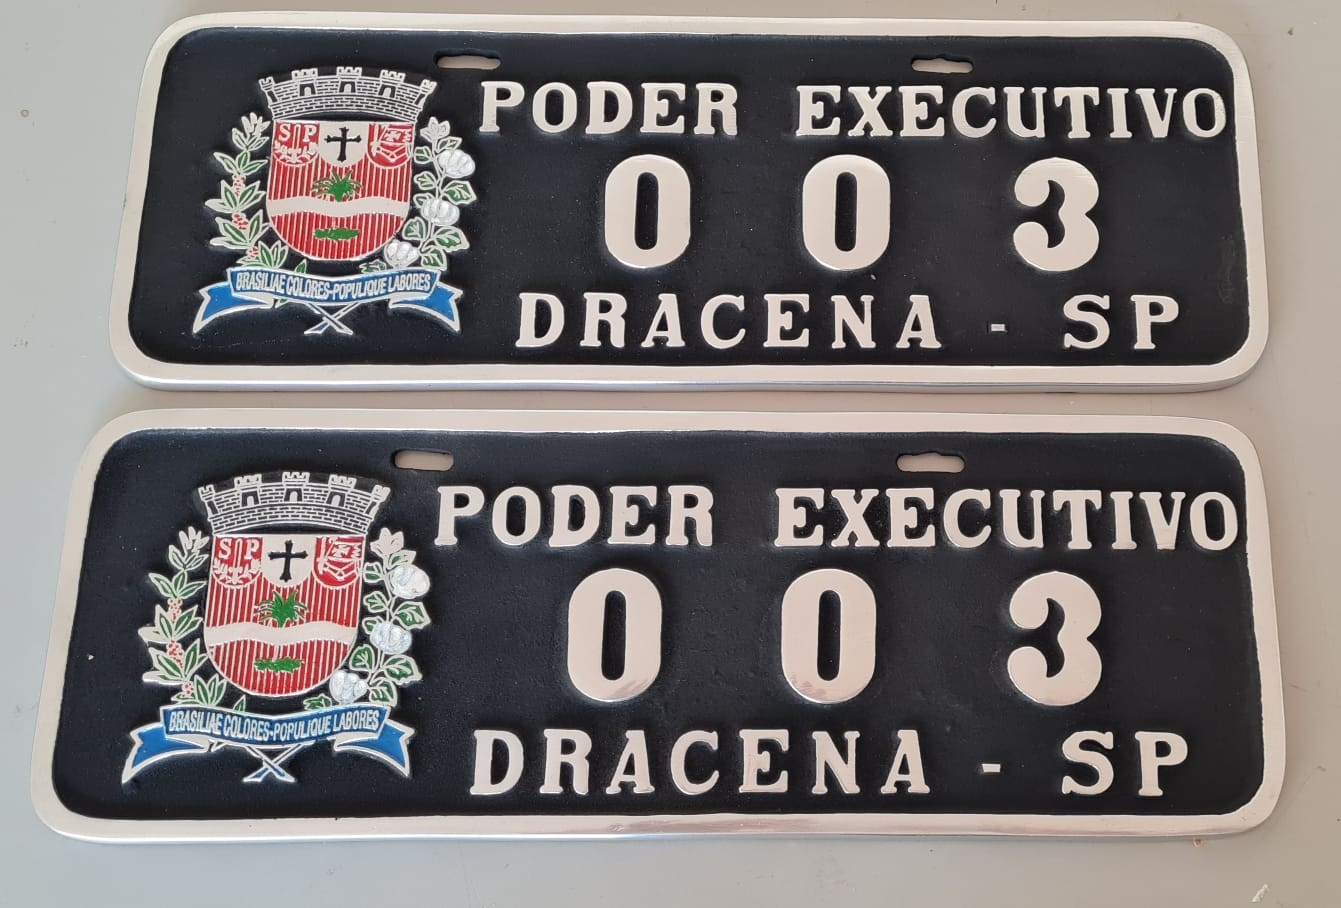 PODER EXECUTIVO
SP
0 0 3
BRASILIAE COLORES-POPULIQUE LABORES
DRACENA - SP
PODER EXECUTIVO
SP
0 0 3
BRASILIAE COLORES-POPULIQUE LABORES
DRACENA - SP